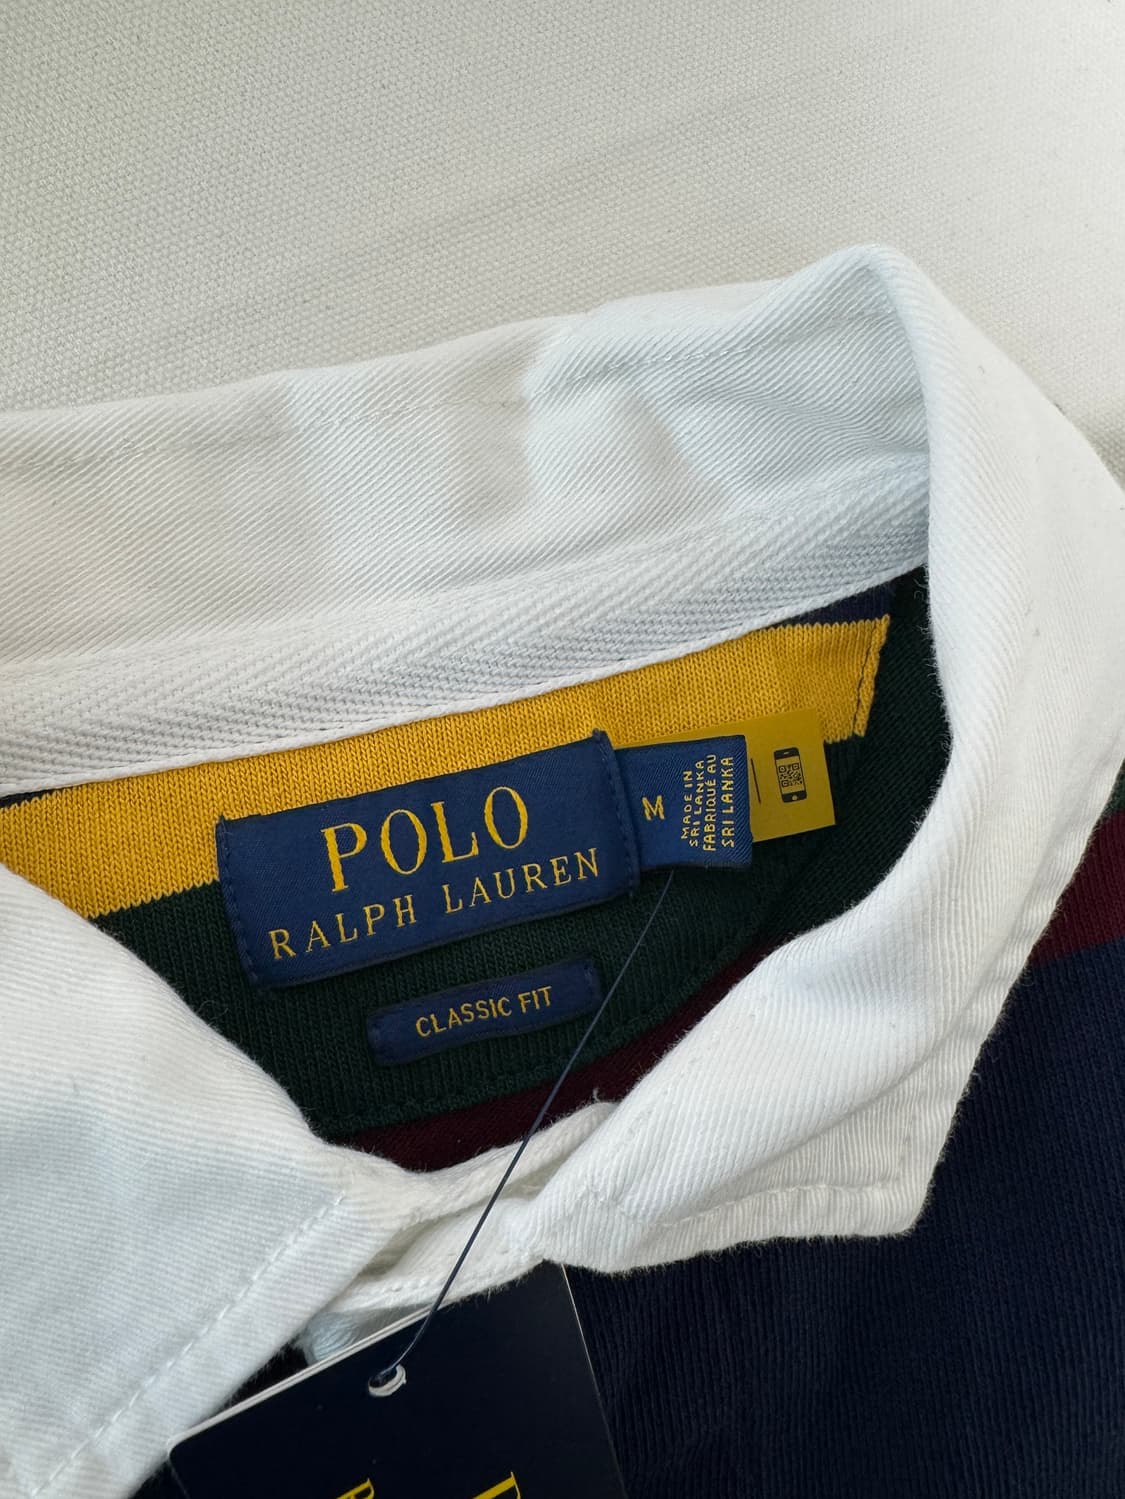 POLO
RALPH LAUREN
M
MADE IN
SRI LANKA
FABRIQUÉ AU
SRI LANKA
CLASSIC FIT